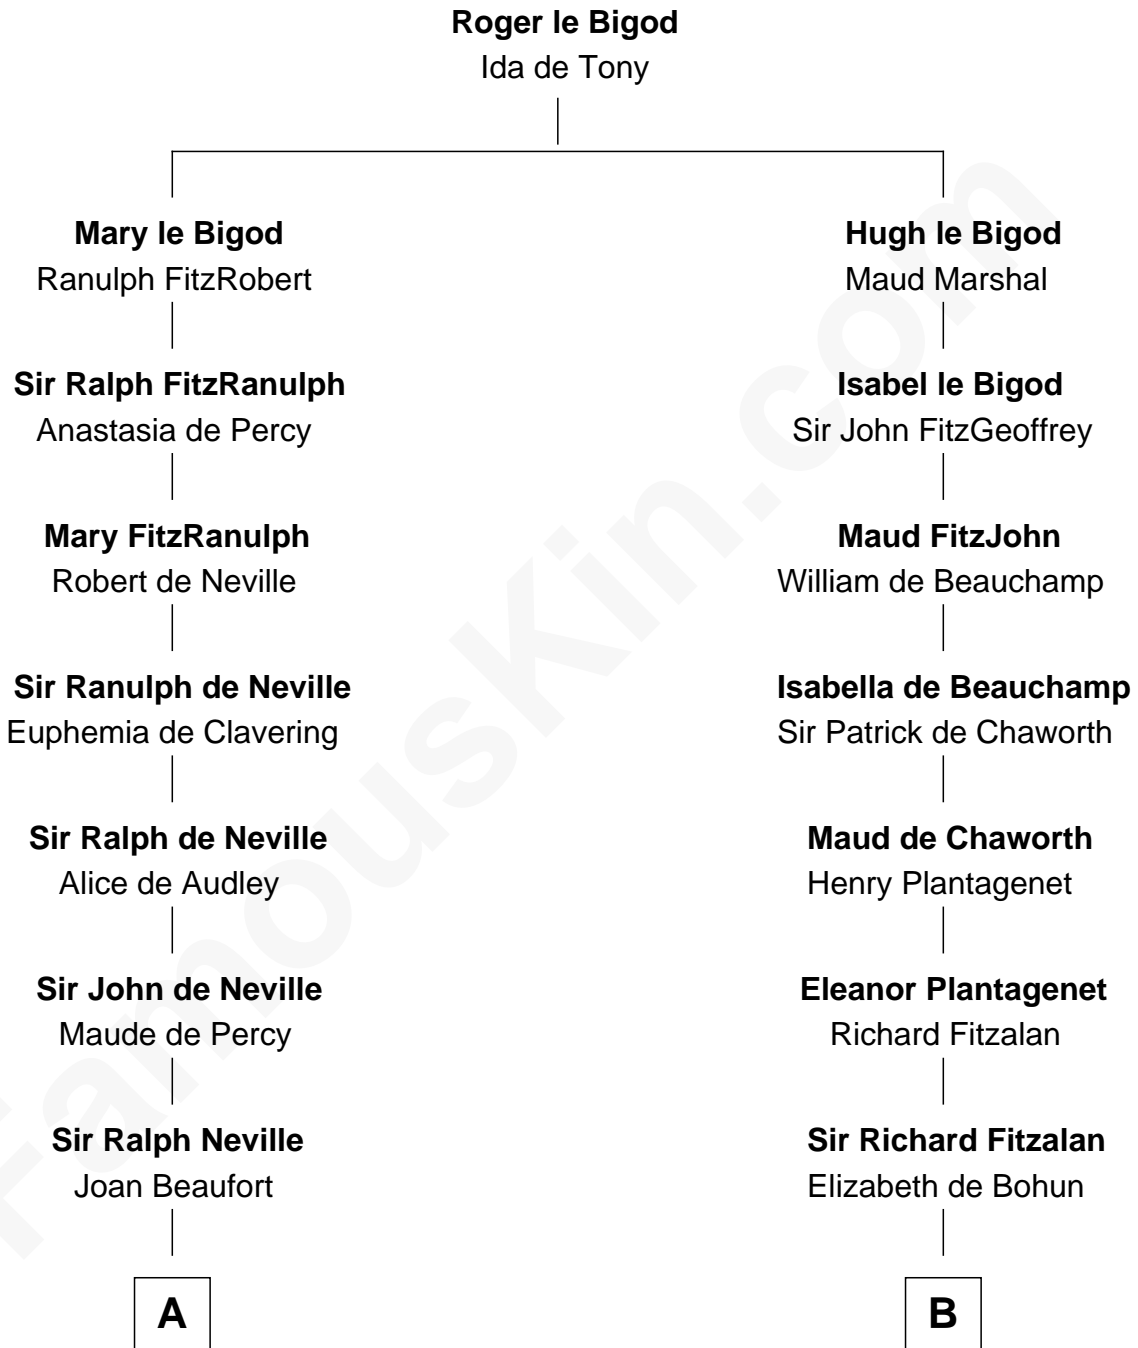 Roger le Bigod
Ida de Tony
Mary le Bigod
Ranulph FitzRobert
Hugh le Bigod
Maud Marshal
Sir Ralph FitzRanulph
Anastasia de Percy
Isabel le Bigod
Sir John FitzGeoffrey
Mary FitzRanulph
Robert de Neville
Maud FitzJohn
William de Beauchamp
Sir Ranulph de Neville
Euphemia de Clavering
Isabella de Beauchamp
Sir Patrick de Chaworth
Sir Ralph de Neville
Alice de Audley
Maud de Chaworth
Henry Plantagenet
Sir John de Neville
Maude de Percy
Eleanor Plantagenet
Richard Fitzalan
Sir Ralph Neville
Joan Beaufort
Sir Richard Fitzalan
Elizabeth de Bohun
A
B
FamousKin.com